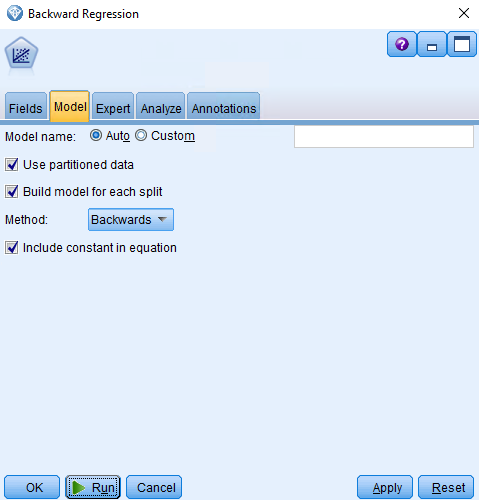 Backward Regression
?
Fields Model Expert Analyze Annotations
Model name: Auto Custom
Use partitioned data
Build model for each split
Method: Backwards
Include constant in equation
OK Run Cancel Apply Reset